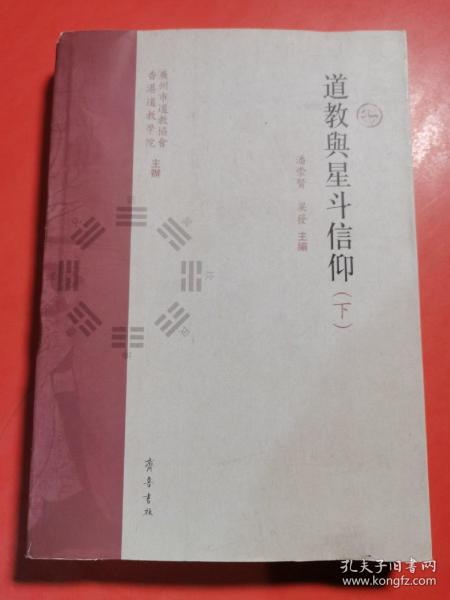 道教與星斗信仰(下)
潘崇賢 梁發 主編
廣州市道教協會
香港道教學院
主辦
齊魯書社
孔夫子旧书网
www.kongfz.com